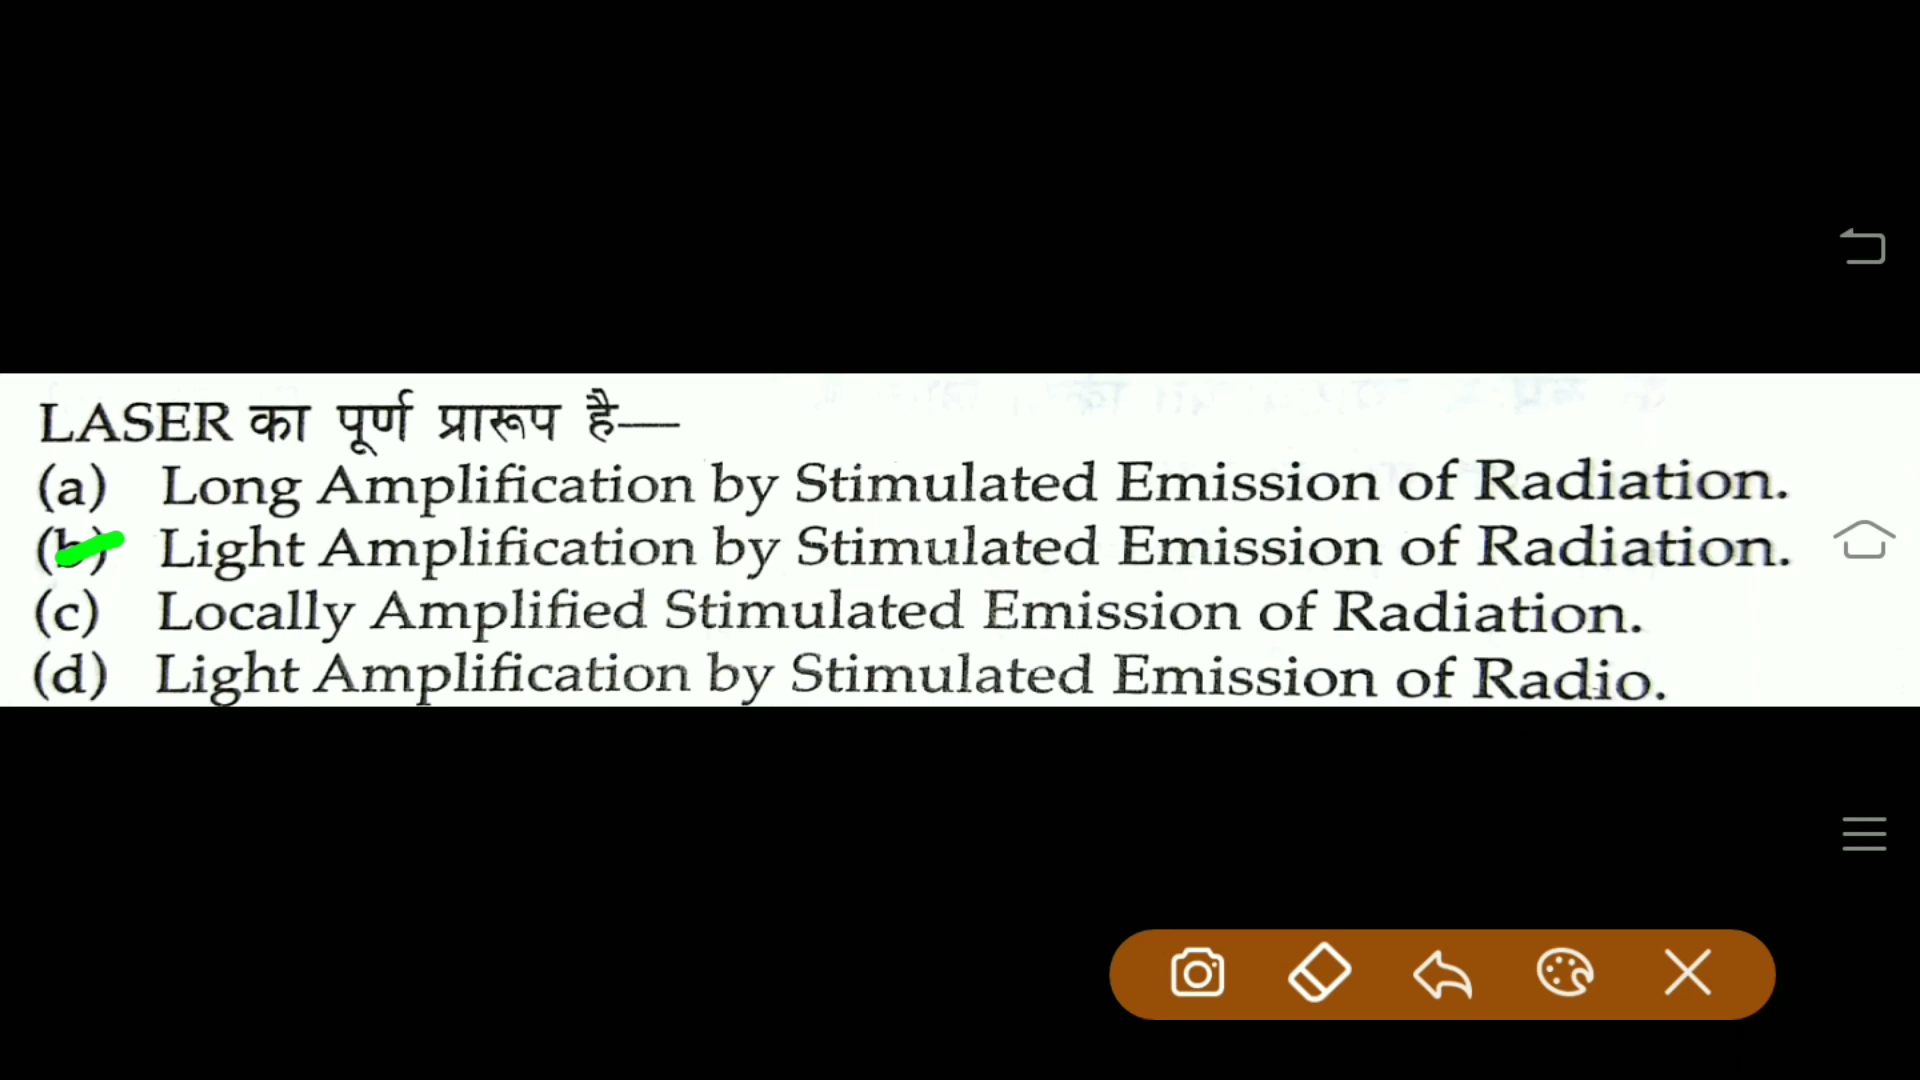 LASER का पूर्ण प्रारूप है—
(a) Long Amplification by Stimulated Emission of Radiation.
(b) Light Amplification by Stimulated Emission of Radiation.
(c) Locally Amplified Stimulated Emission of Radiation.
(d) Light Amplification by Stimulated Emission of Radio.